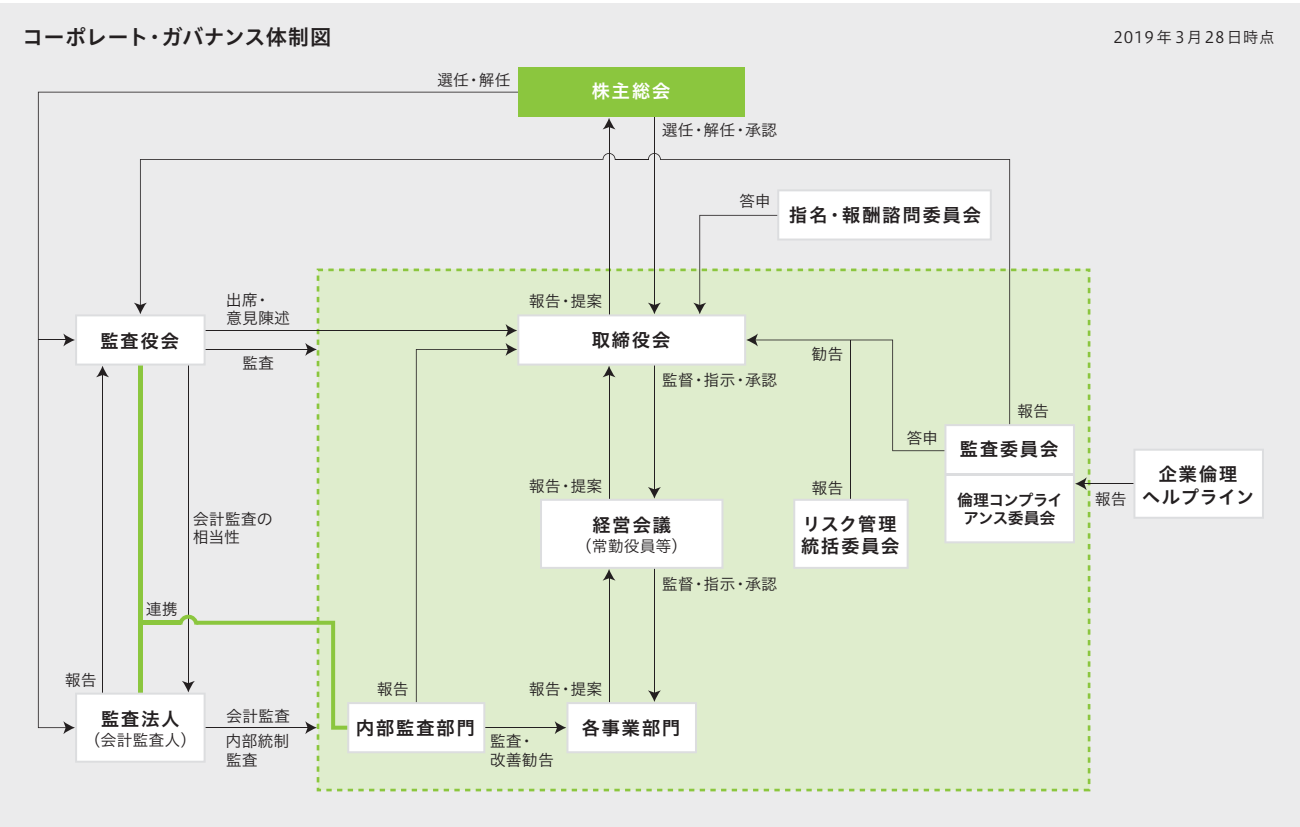 コーポレート・ガバナンス体制図
2019年3月28日時点
選任・解任
株主総会
選任・解任・承認
答申
指名・報酬諮問委員会
出席・
意見陳述
報告・提案
監査役会
取締役会
監査
勧告
監督・指示・承認
報告
答申
監査委員会
企業倫理
ヘルプライン
報告
倫理コンプライ
アンス委員会
報告・提案
報告
経営会議
(常勤役員等)
リスク管理
統括委員会
会計監査の
相当性
監督・指示・承認
連携
報告
報告
報告・提案
監査法人
(会計監査人)
会計監査
内部統制
監査
内部監査部門
監査・
改善勧告
各事業部門